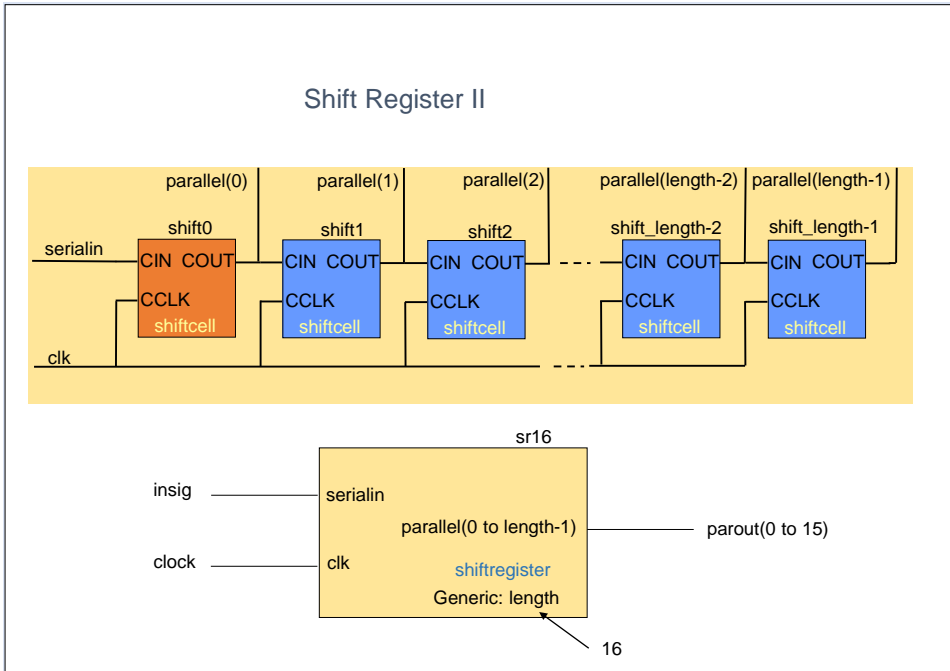 Shift Register II
parallel(0) parallel(1) parallel(2) parallel(length-2) parallel(length-1)
shift0 shift1 shift2 shift_length-2 shift_length-1
serialin
CIN COUT CIN COUT CIN COUT CIN COUT CIN COUT
CCLK CCLK CCLK CCLK CCLK
shiftcell shiftcell shiftcell shiftcell shiftcell
clk
sr16
insig serialin
parallel(0 to length-1) parout(0 to 15)
clock clk
shiftregister
Generic: length
16